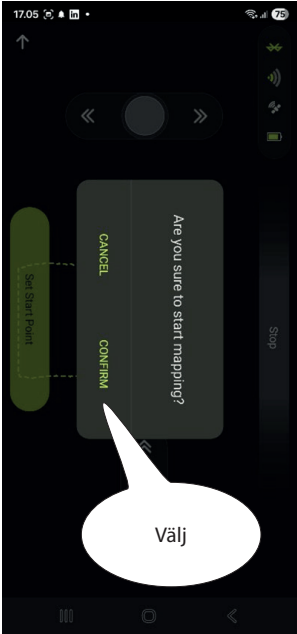 17.05
75
Stop
Are you sure to start mapping?
CANCEL
CONFIRM
Set Start Point
Välj